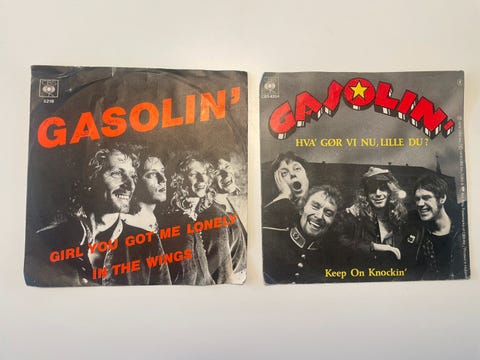 CBS
5218
GASOLIN'
GIRL YOU GOT ME LONELY
IN THE WINGS
CBS
GASOLIN'
HVA' GØR VI NU, LILLE DU?
Keep On Knockin'